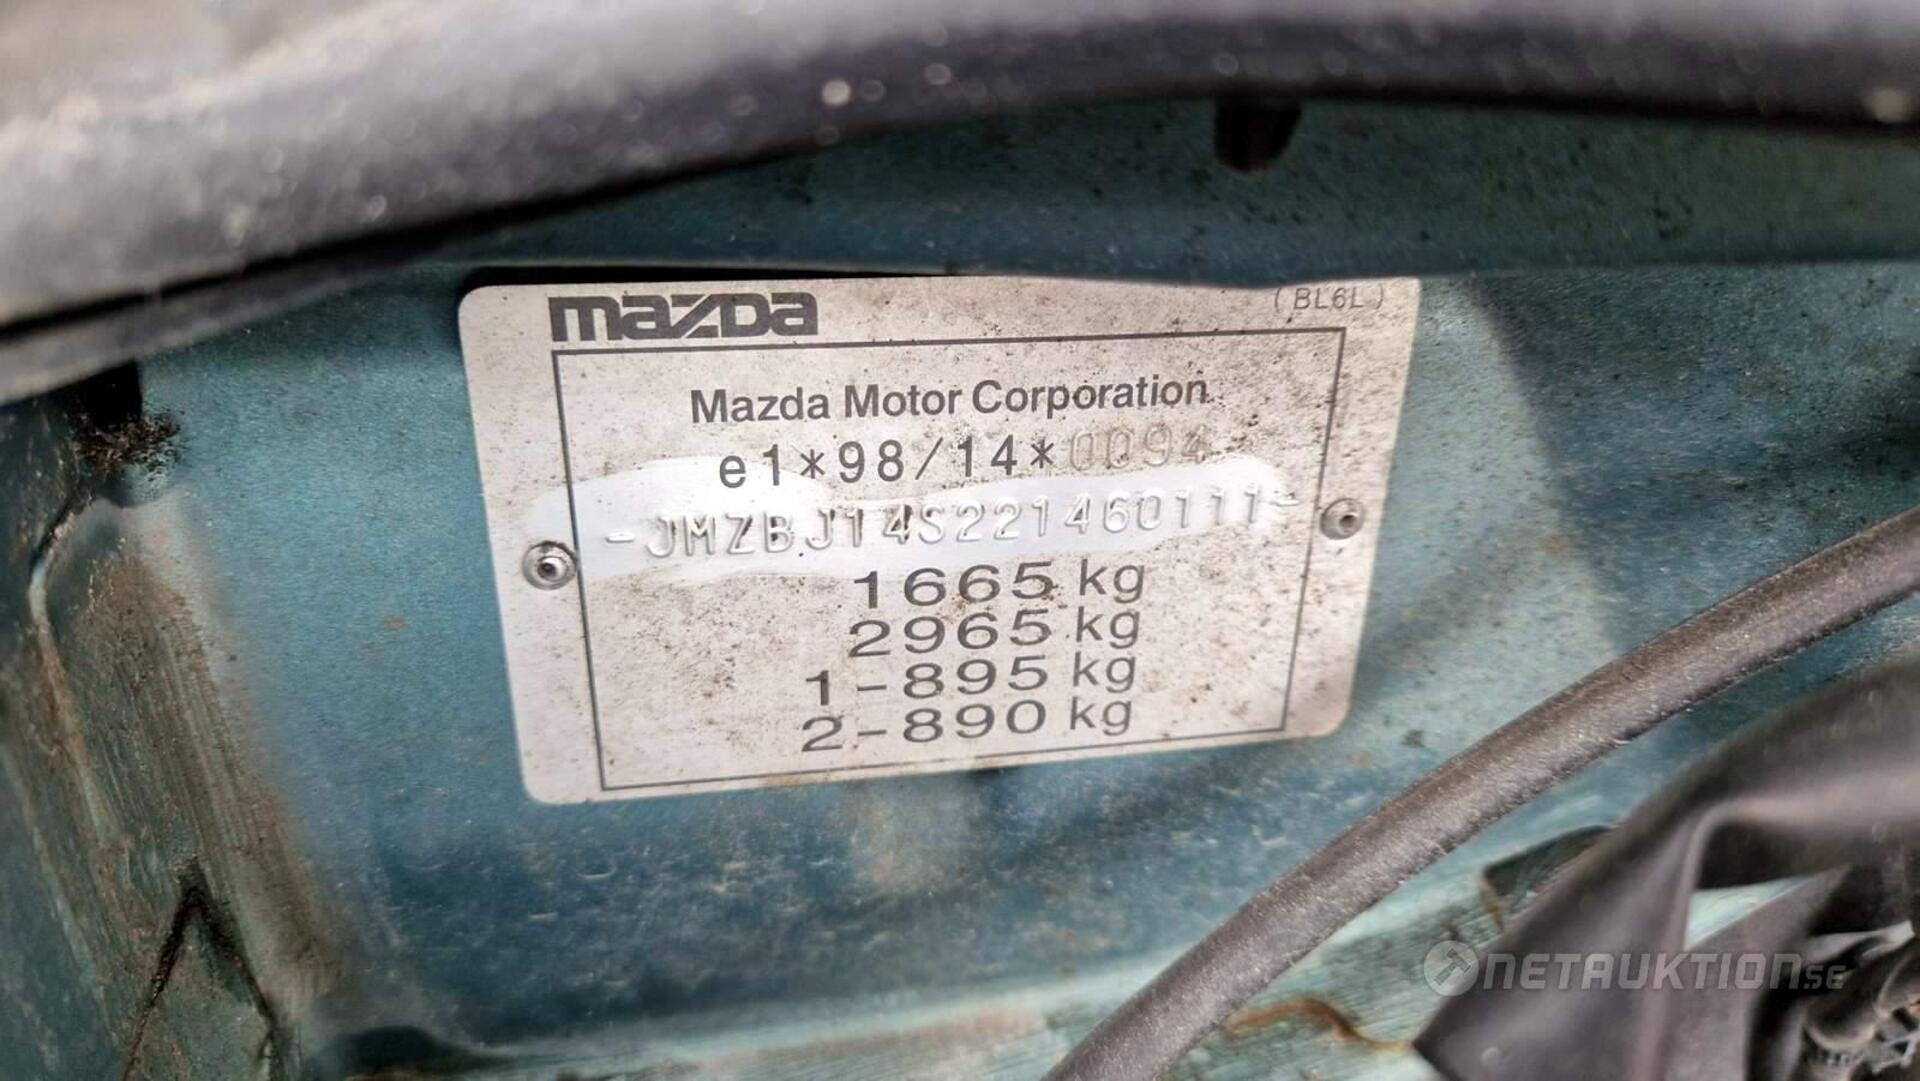 mazda
(BL6L)
Mazda Motor Corporation
e1*98/14*0094
-JMZBJ14S221460111-
1665 kg
2965 kg
1-895 kg
2-890 kg
NETAUKTION.SE